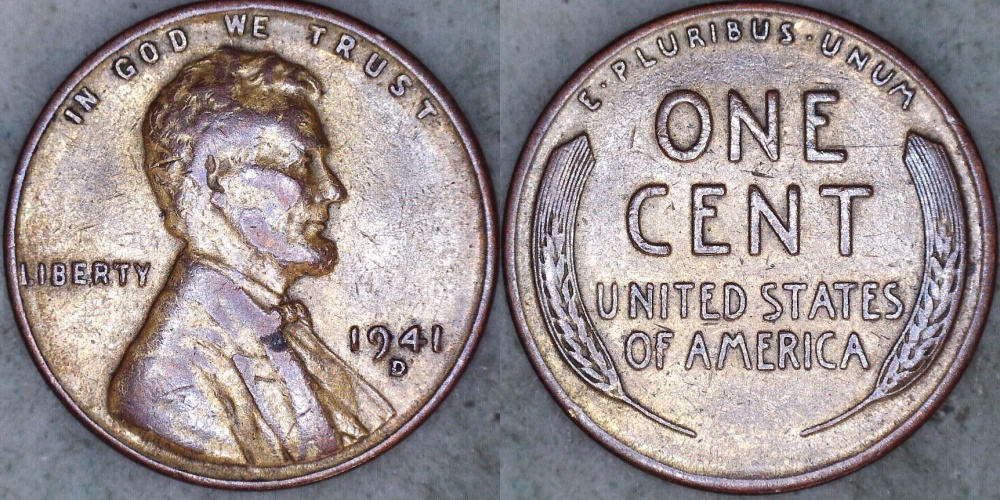 IN GOD WE TRUST
LIBERTY
1941
D
E·PLURIBUS·UNUM
ONE
CENT
UNITED STATES
OF AMERICA